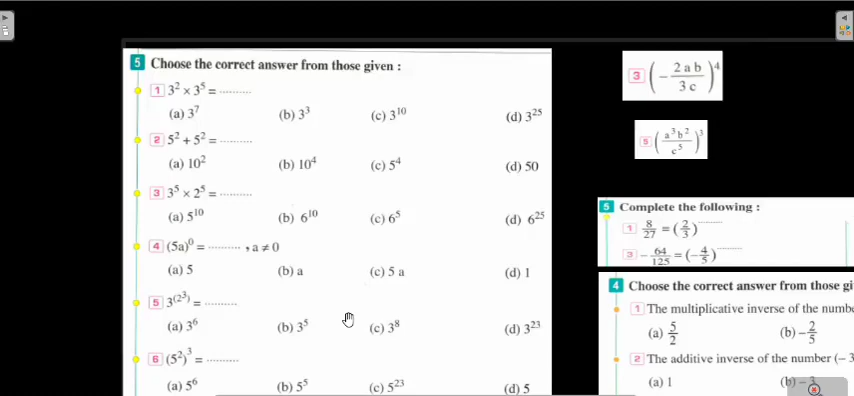 5 Choose the correct answer from those given :
1 3² × 3⁵ = ..........
(a) 3⁷ (b) 3³ (c) 3¹⁰ (d) 3²⁵
2 5² + 5² = ..........
(a) 10² (b) 10⁴ (c) 5⁴ (d) 50
3 3⁵ × 2⁵ = ..........
(a) 5¹⁰ (b) 6¹⁰ (c) 6⁵ (d) 6²⁵
4 (5a)⁰ = .......... , a ≠ 0
(a) 5 (b) a (c) 5 a (d) 1
5 3^(2³) = ..........
(a) 3⁶ (b) 3⁵ (c) 3⁸ (d) 3²³
6 (5²)³ = ..........
(a) 5⁶ (b) 5⁵ (c) 5²³ (d) 5
3 (− 2 a b / 3 c)⁴
5 (a³ b² / c⁵)³
5 Complete the following :
1 8/27 = (2/3)..........
3 − 64/125 = (− 4/5)..........
4 Choose the correct answer from those
1 The multiplicative inverse of the
(a) 5/2 (b) − 2/5
2 The additive inverse of the number (− 3
(a) 1 (b) − 3